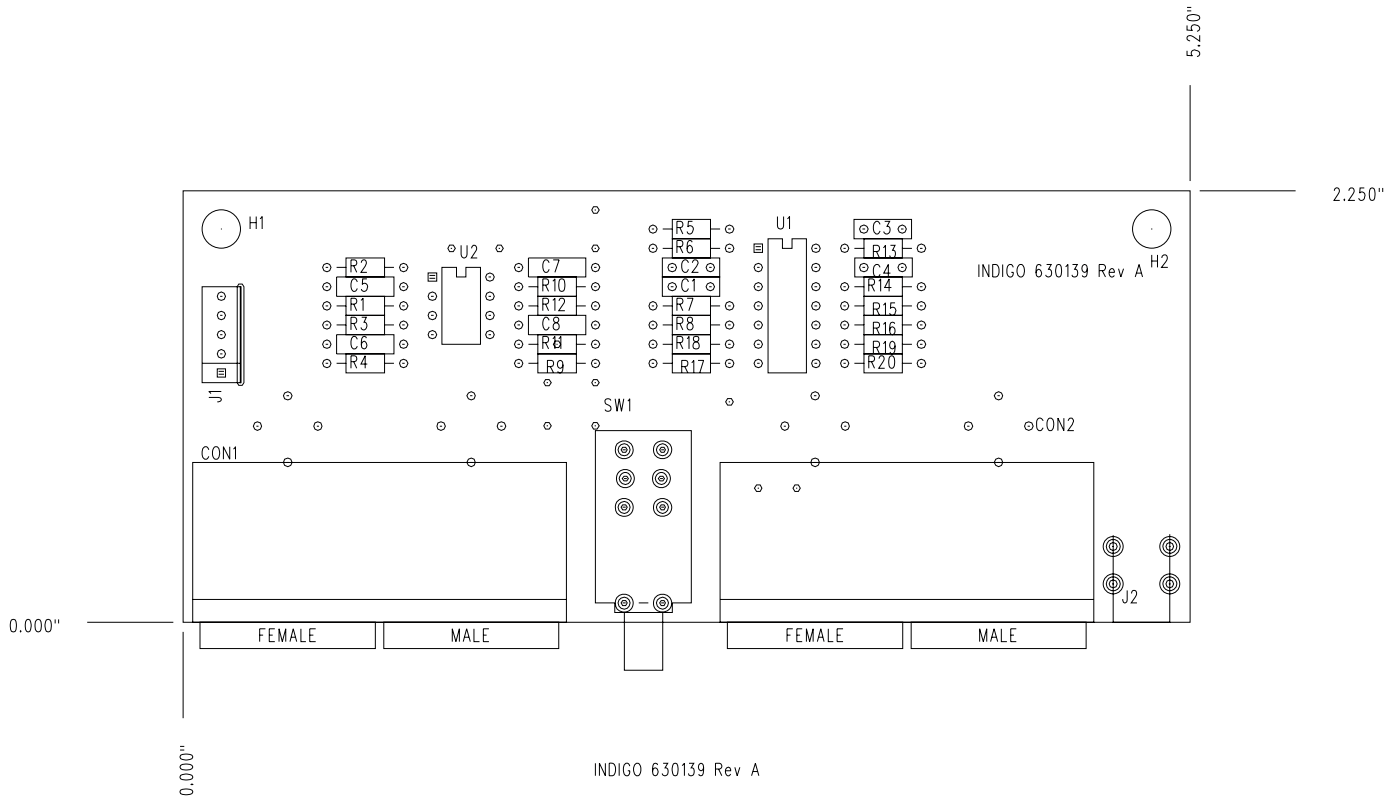 5.250"
2.250"
H1
U2
R5
U1
C3
R6
R13
H2
R2
C7
C2
C4
INDIGO 630139 Rev A
C5
R10
C1
R14
R1
R12
R7
R15
R3
C8
R8
R16
C6
R11
R18
R19
R4
R9
R17
R20
J1
SW1
CON2
CON1
J2
0.000"
FEMALE
MALE
FEMALE
MALE
0.000"
INDIGO 630139 Rev A